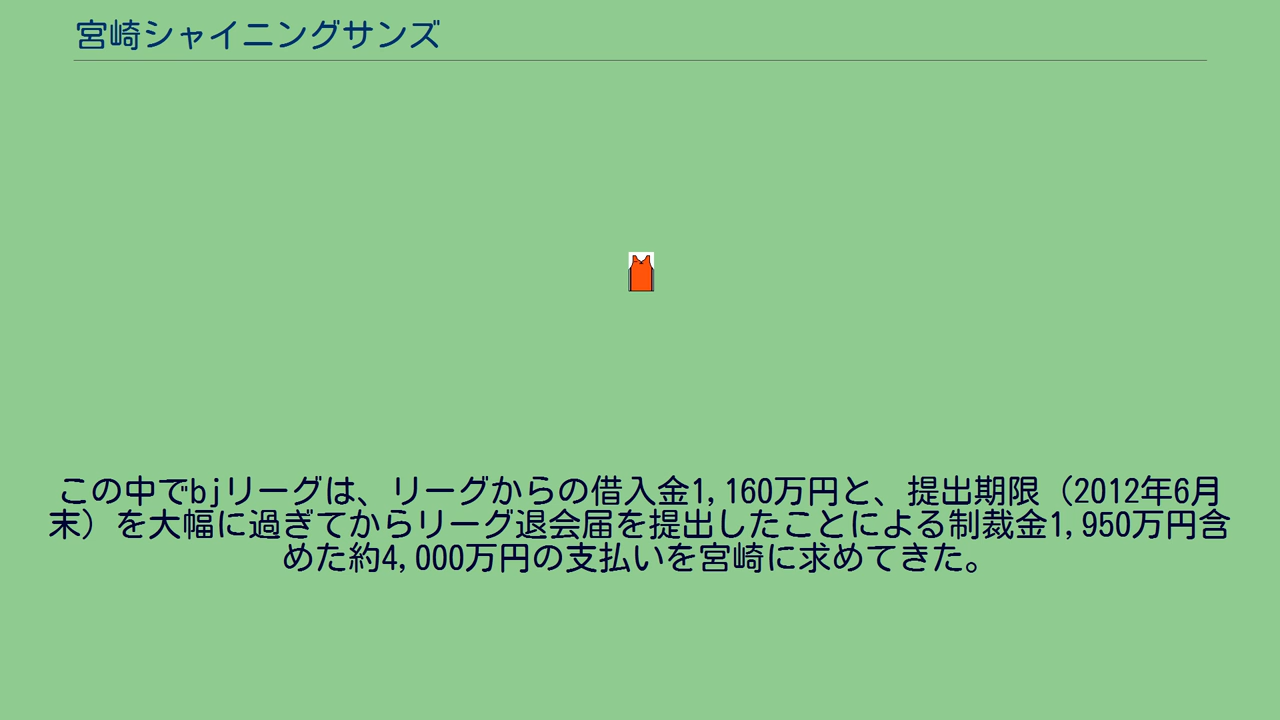 宮崎シャイニングサンズ
この中でbjリーグは、リーグからの借入金1,160万円と、提出期限（2012年6月
末）を大幅に過ぎてからリーグ退会届を提出したことによる制裁金1,950万円含
めた約4,000万円の支払いを宮崎に求めてきた。